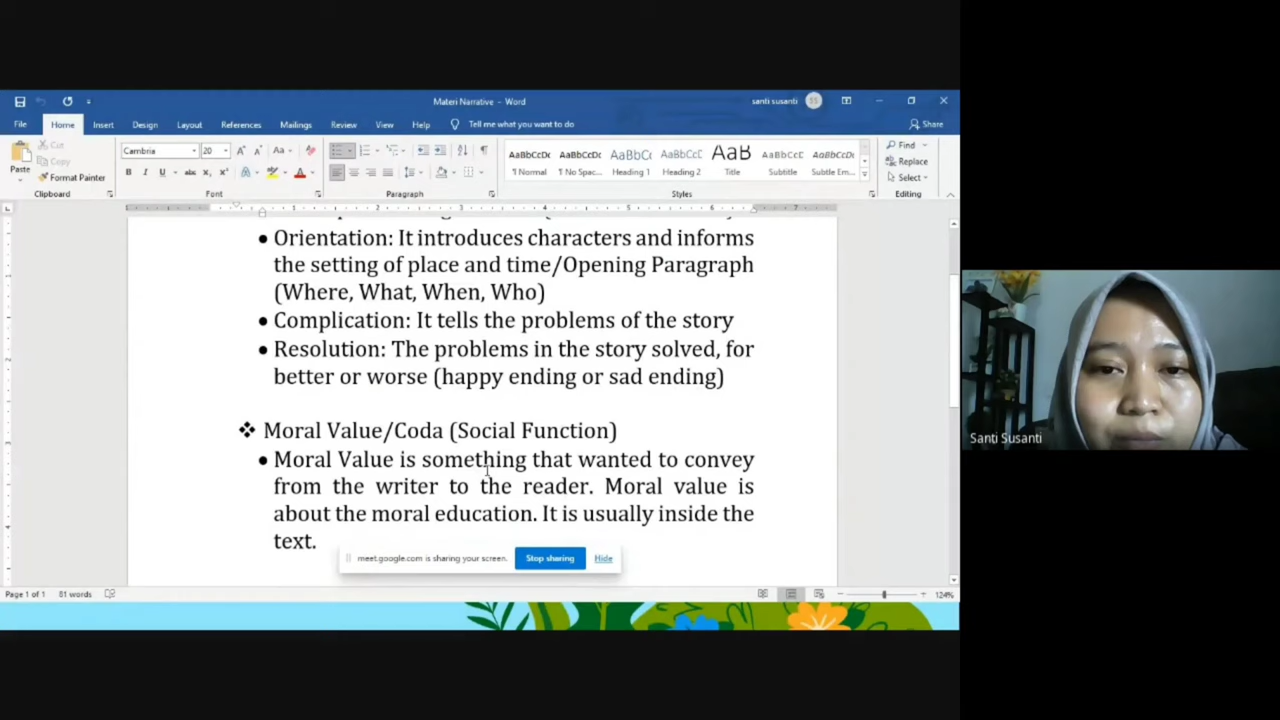 Materi Narrative - Word
santi susanti
SS
File Home Insert Design Layout References Mailings Review View Help Tell me what you want to do
Share
Cut
Copy
Paste
Format Painter
Clipboard
Cambria 20
Font
Paragraph
AaBbCcDc AaBbCcDc AaBbC AaBbCcC AaB AaBbCcD AaBbCcD
¶ Normal ¶ No Spac... Heading 1 Heading 2 Title Subtitle Subtle Em...
Styles
Find
Replace
Select
Editing
• Orientation: It introduces characters and informs
the setting of place and time/Opening Paragraph
(Where, What, When, Who)
• Complication: It tells the problems of the story
• Resolution: The problems in the story solved, for
better or worse (happy ending or sad ending)
❖ Moral Value/Coda (Social Function)
• Moral Value is something that wanted to convey
from the writer to the reader. Moral value is
about the moral education. It is usually inside the
text.
meet.google.com is sharing your screen. Stop sharing Hide
Page 1 of 1 81 words
124%
Santi Susanti